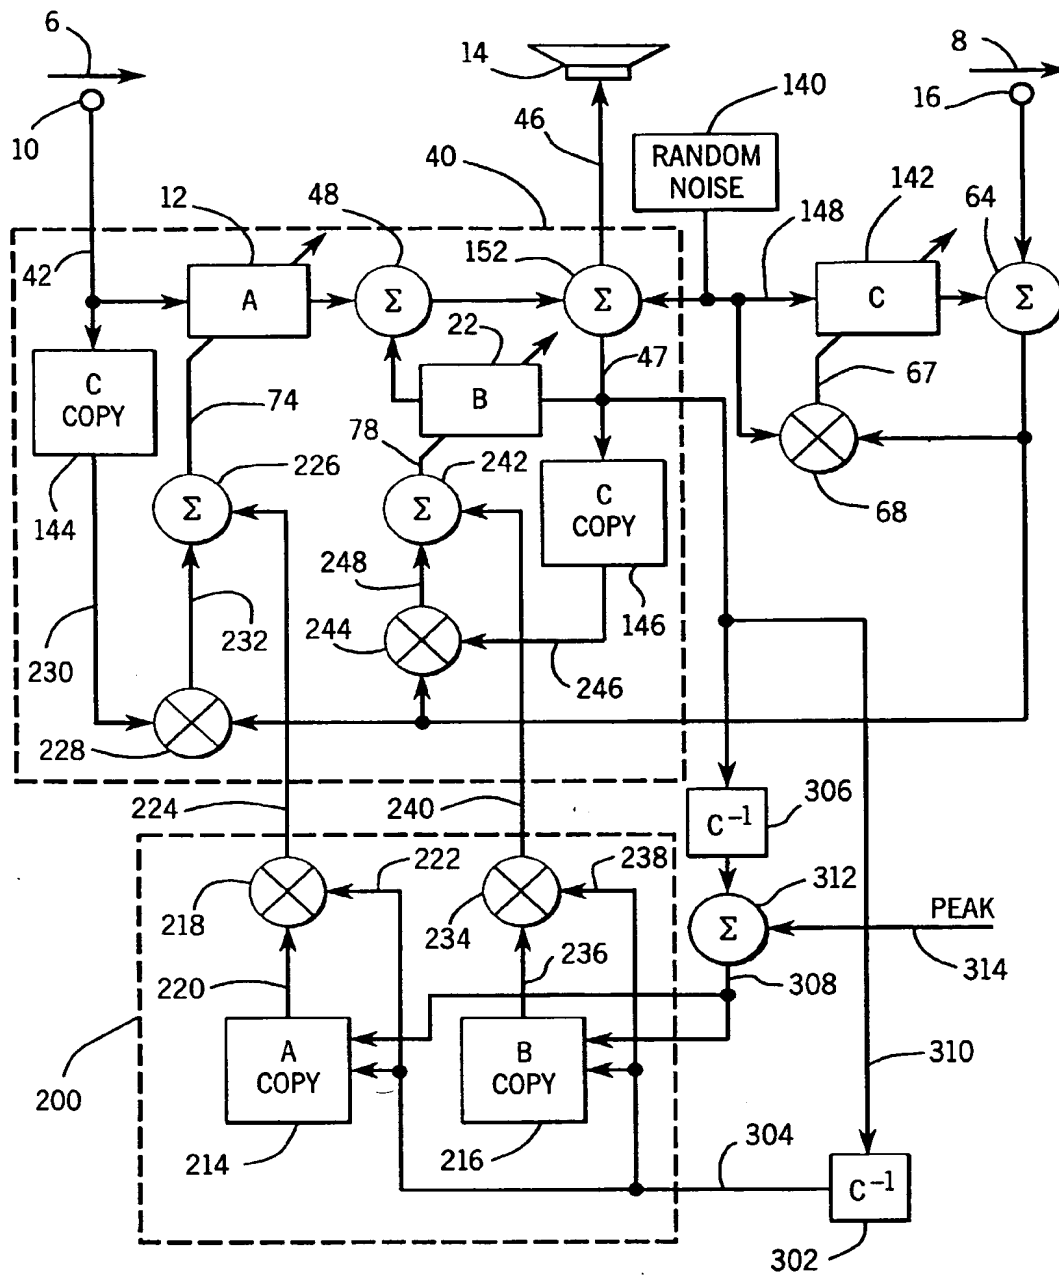 6
14
8
140
16
10
46
RANDOM
NOISE
40
142
12
48
148
64
152
42
A
Σ
Σ
C
Σ
22
47
C
COPY
B
67
74
78
226
242
Σ
Σ
C
COPY
68
144
248
232
244
146
230
246
228
224
240
C⁻¹
306
222
238
312
218
234
Σ
PEAK
236
314
220
308
A
COPY
B
COPY
310
200
304
214
216
C⁻¹
302